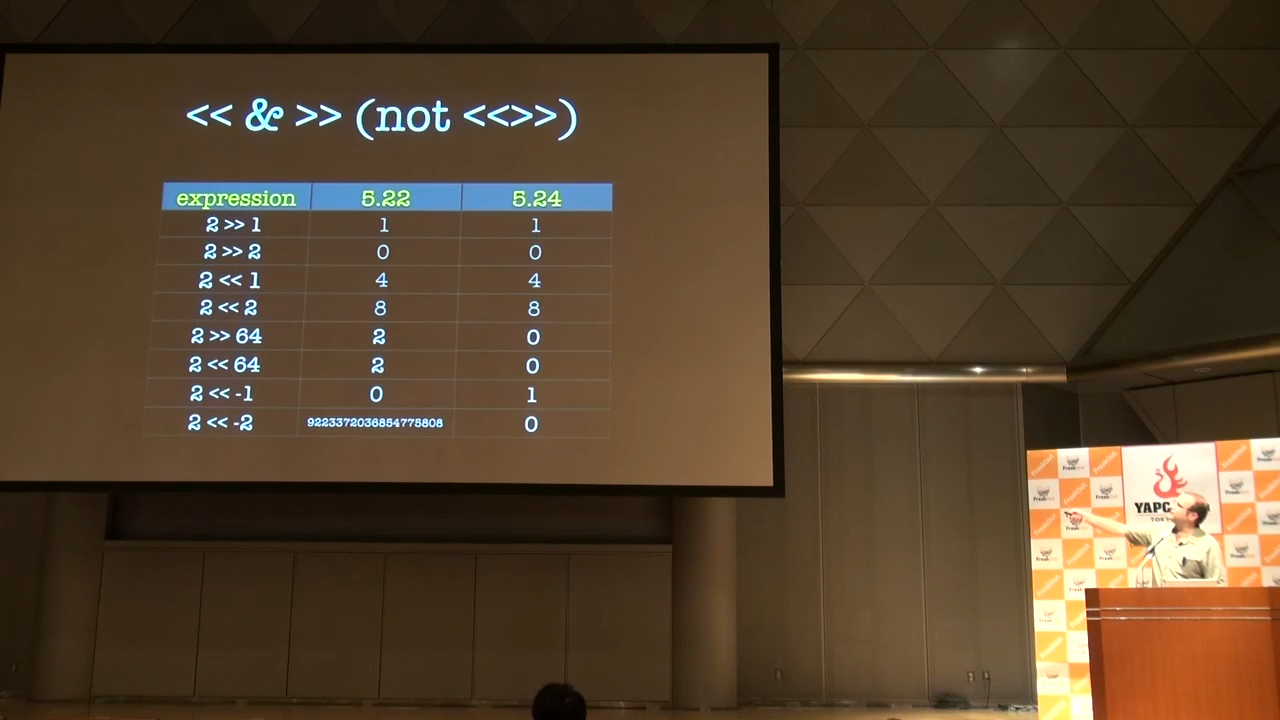 << & >> (not <<>>)
expression 5.22 5.24
2 >> 1 1 1
2 >> 2 0 0
2 << 1 4 4
2 << 2 8 8
2 >> 64 2 0
2 << 64 2 0
2 << -1 0 1
2 << -2 9223372036854775808 0
YAPC
TOK
FreakOut